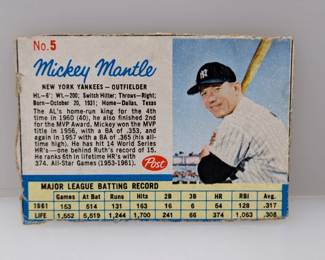 No. 5
Mickey Mantle
NEW YORK YANKEES — OUTFIELDER
Ht.—6'; Wt.—200; Switch Hitter; Throws—Right;
Born—October 20, 1931; Home—Dallas, Texas
The AL's home-run king for the 4th
time in 1960 (40), he also finished 2nd for
the MVP Award. Mickey won the MVP
title in 1956, with a BA of .353, and again
in 1957 with a BA of .365 (his best
so far). He has hit 14 World Series
HR's—one behind Ruth's record of 15.
He ranks 6th in lifetime HR's with
374. All-Star Games (1953-1961).
Post
MAJOR LEAGUE BATTING RECORD
Games At Bat Runs Hits 2B 3B HR RBI Avg.
1961 153 514 131 163 16 6 54 128 .317
LIFE 1,552 5,519 1,244 1,700 241 66 374 1,063 .308